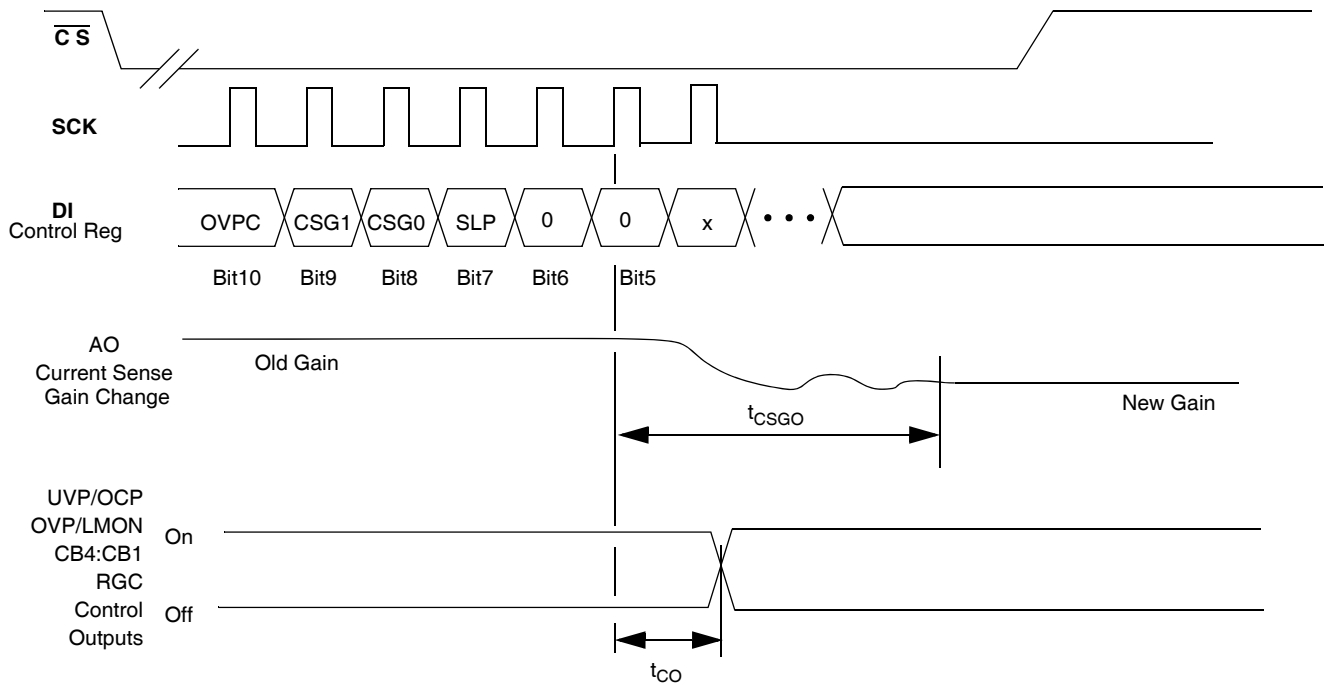 C S
SCK
DI
Control Reg
OVPC CSG1 CSG0 SLP 0 0 x • • •
Bit10 Bit9 Bit8 Bit7 Bit6 Bit5
AO
Current Sense
Gain Change
Old Gain
New Gain
tCSGO
UVP/OCP
OVP/LMON
CB4:CB1
RGC
Control
Outputs
On
Off
tCO